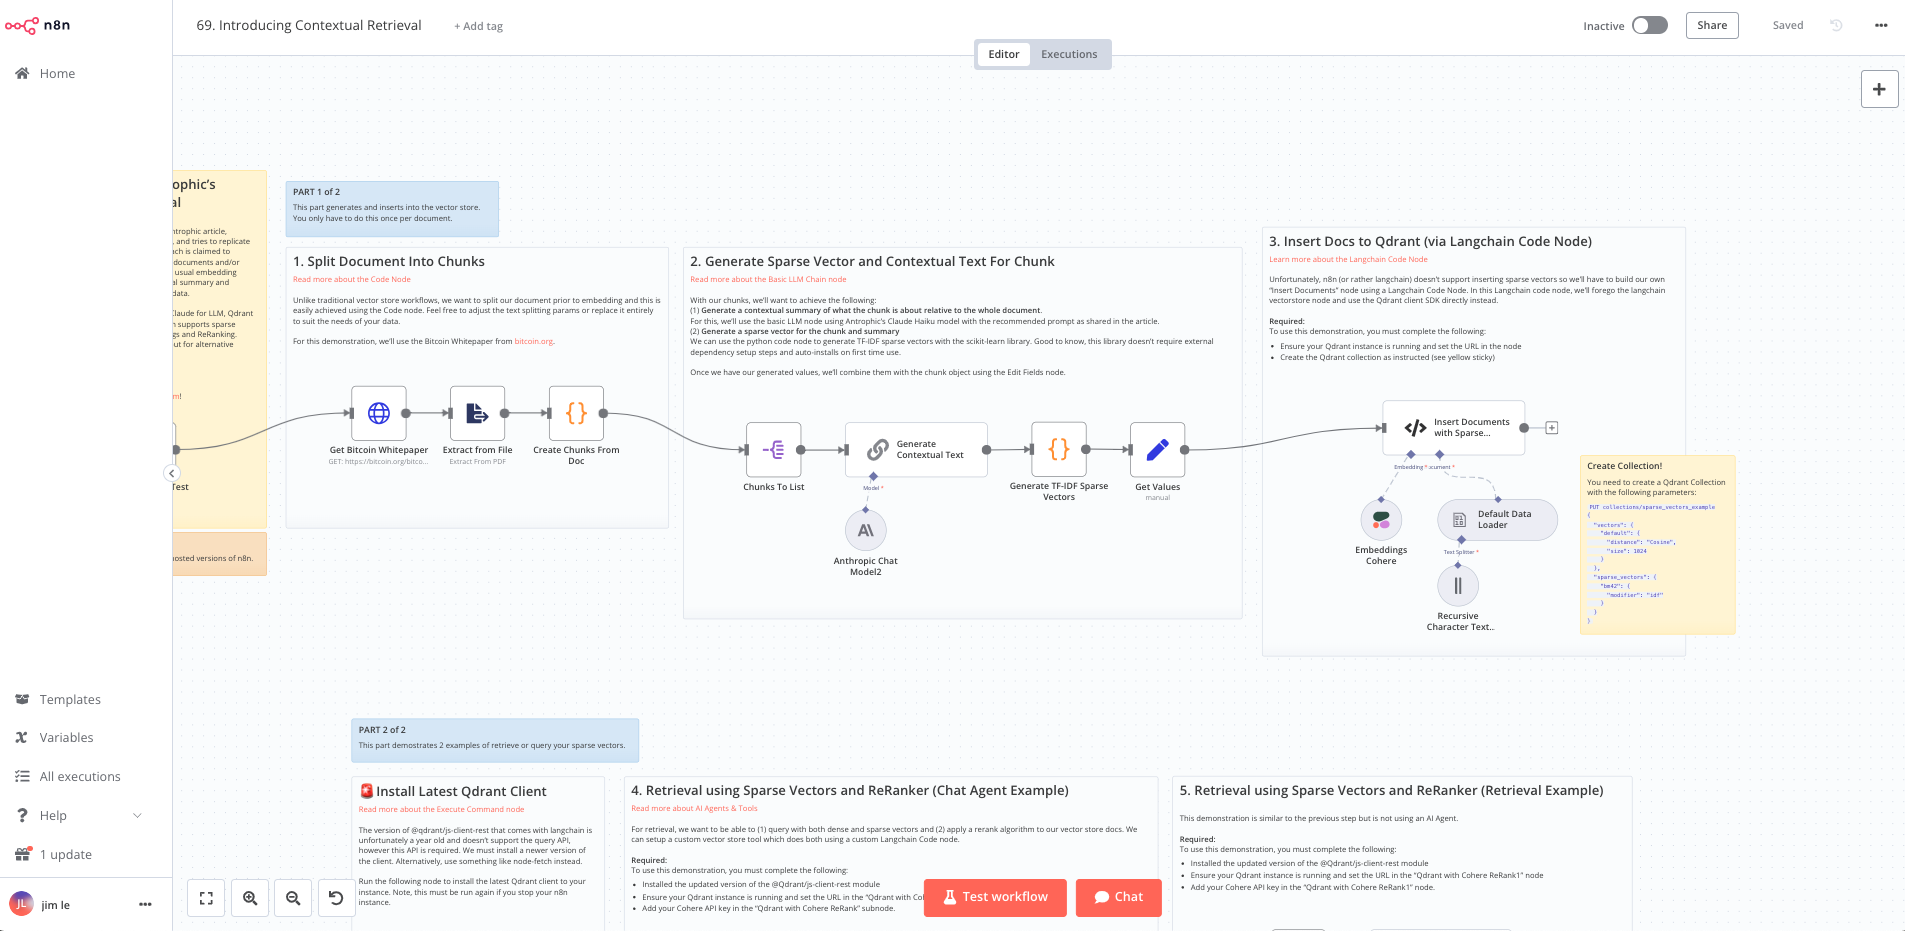 n8n
69. Introducing Contextual Retrieval
+ Add tag
Inactive
Share
Saved
Editor
Executions
Home
Templates
Variables
All executions
Help
1 update
JL
jim le
ophic's
al
ntrophic article,
, and tries to replicate
ch is claimed to
documents and/or
usual embedding
al summary and
data.
Claude for LLM, Qdrant
n supports sparse
gs and ReRanking.
out for alternative
m!
Test
hosted versions of n8n.
PART 1 of 2
This part generates and inserts into the vector store.
You only have to do this once per document.
1. Split Document Into Chunks
Read more about the Code Node
Unlike traditional vector store workflows, we want to split our document prior to embedding and this is
easily achieved using the Code node. Feel free to adjust the text splitting params or replace it entirely
to suit the needs of your data.
For this demonstration, we'll use the Bitcoin Whitepaper from bitcoin.org.
Get Bitcoin Whitepaper
GET: https://bitcoin.org/bitco...
Extract from File
Extract From PDF
Create Chunks From
Doc
2. Generate Sparse Vector and Contextual Text For Chunk
Read more about the Basic LLM Chain node
With our chunks, we'll want to achieve the following:
(1) Generate a contextual summary of what the chunk is about relative to the whole document.
For this, we'll use the basic LLM node using Antrophic's Claude Haiku model with the recommended prompt as shared in the article.
(2) Generate a sparse vector for the chunk and summary
We can use the python code node to generate TF-IDF sparse vectors with the scikit-learn library. Good to know, this library doesn't require external
dependency setup steps and auto-installs on first time use.
Once we have our generated values, we'll combine them with the chunk object using the Edit Fields node.
Chunks To List
Generate
Contextual Text
Model *
Anthropic Chat
Model2
Generate TF-IDF Sparse
Vectors
Get Values
manual
3. Insert Docs to Qdrant (via Langchain Code Node)
Learn more about the Langchain Code Node
Unfortunately, n8n (or rather langchain) doesn't support inserting sparse vectors so we'll have to build our own
"Insert Documents" node using a Langchain Code Node. In this Langchain code node, we'll forego the langchain
vectorstore node and use the Qdrant client SDK directly instead.
Required:
To use this demonstration, you must complete the following:
• Ensure your Qdrant instance is running and set the URL in the node
• Create the Qdrant collection as instructed (see yellow sticky)
Insert Documents
with Sparse...
Embedding *
cument *
Embeddings
Cohere
Default Data
Loader
Text Splitter *
Recursive
Character Text...
Create Collection!
You need to create a Qdrant Collection
with the following parameters:
PUT collections/sparse_vectors_example
{
"vectors": {
"default": {
"distance": "Cosine",
"size": 1024
}
},
"sparse_vectors": {
"bm42": {
"modifier": "idf"
}
}
}
PART 2 of 2
This part demostrates 2 examples of retrieve or query your sparse vectors.
🚨Install Latest Qdrant Client
Read more about the Execute Command node
The version of @qdrant/js-client-rest that comes with langchain is
unfortunately a year old and doesn't support the query API,
however this API is required. We must install a newer version of
the client. Alternatively, use something like node-fetch instead.
Run the following node to install the latest Qdrant client to your
instance. Note, this must be run again if you stop your n8n
instance.
4. Retrieval using Sparse Vectors and ReRanker (Chat Agent Example)
Read more about AI Agents & Tools
For retrieval, we want to be able to (1) query with both dense and sparse vectors and (2) apply a rerank algorithm to our vector store docs. We
can setup a custom vector store tool which does both using a custom Langchain Code node.
Required:
To use this demonstration, you must complete the following:
• Installed the updated version of the @Qdrant/js-client-rest module
• Ensure your Qdrant instance is running and set the URL in the "Qdrant with Co
• Add your Cohere API key in the "Qdrant with Cohere ReRank" subnode.
5. Retrieval using Sparse Vectors and ReRanker (Retrieval Example)
This demonstration is similar to the previous step but is not using an AI Agent.
Required:
To use this demonstration, you must complete the following:
• Installed the updated version of the @Qdrant/js-client-rest module
• Ensure your Qdrant instance is running and set the URL in the "Qdrant with Cohere ReRank1" node
• Add your Cohere API key in the "Qdrant with Cohere ReRank1" node.
Test workflow
Chat